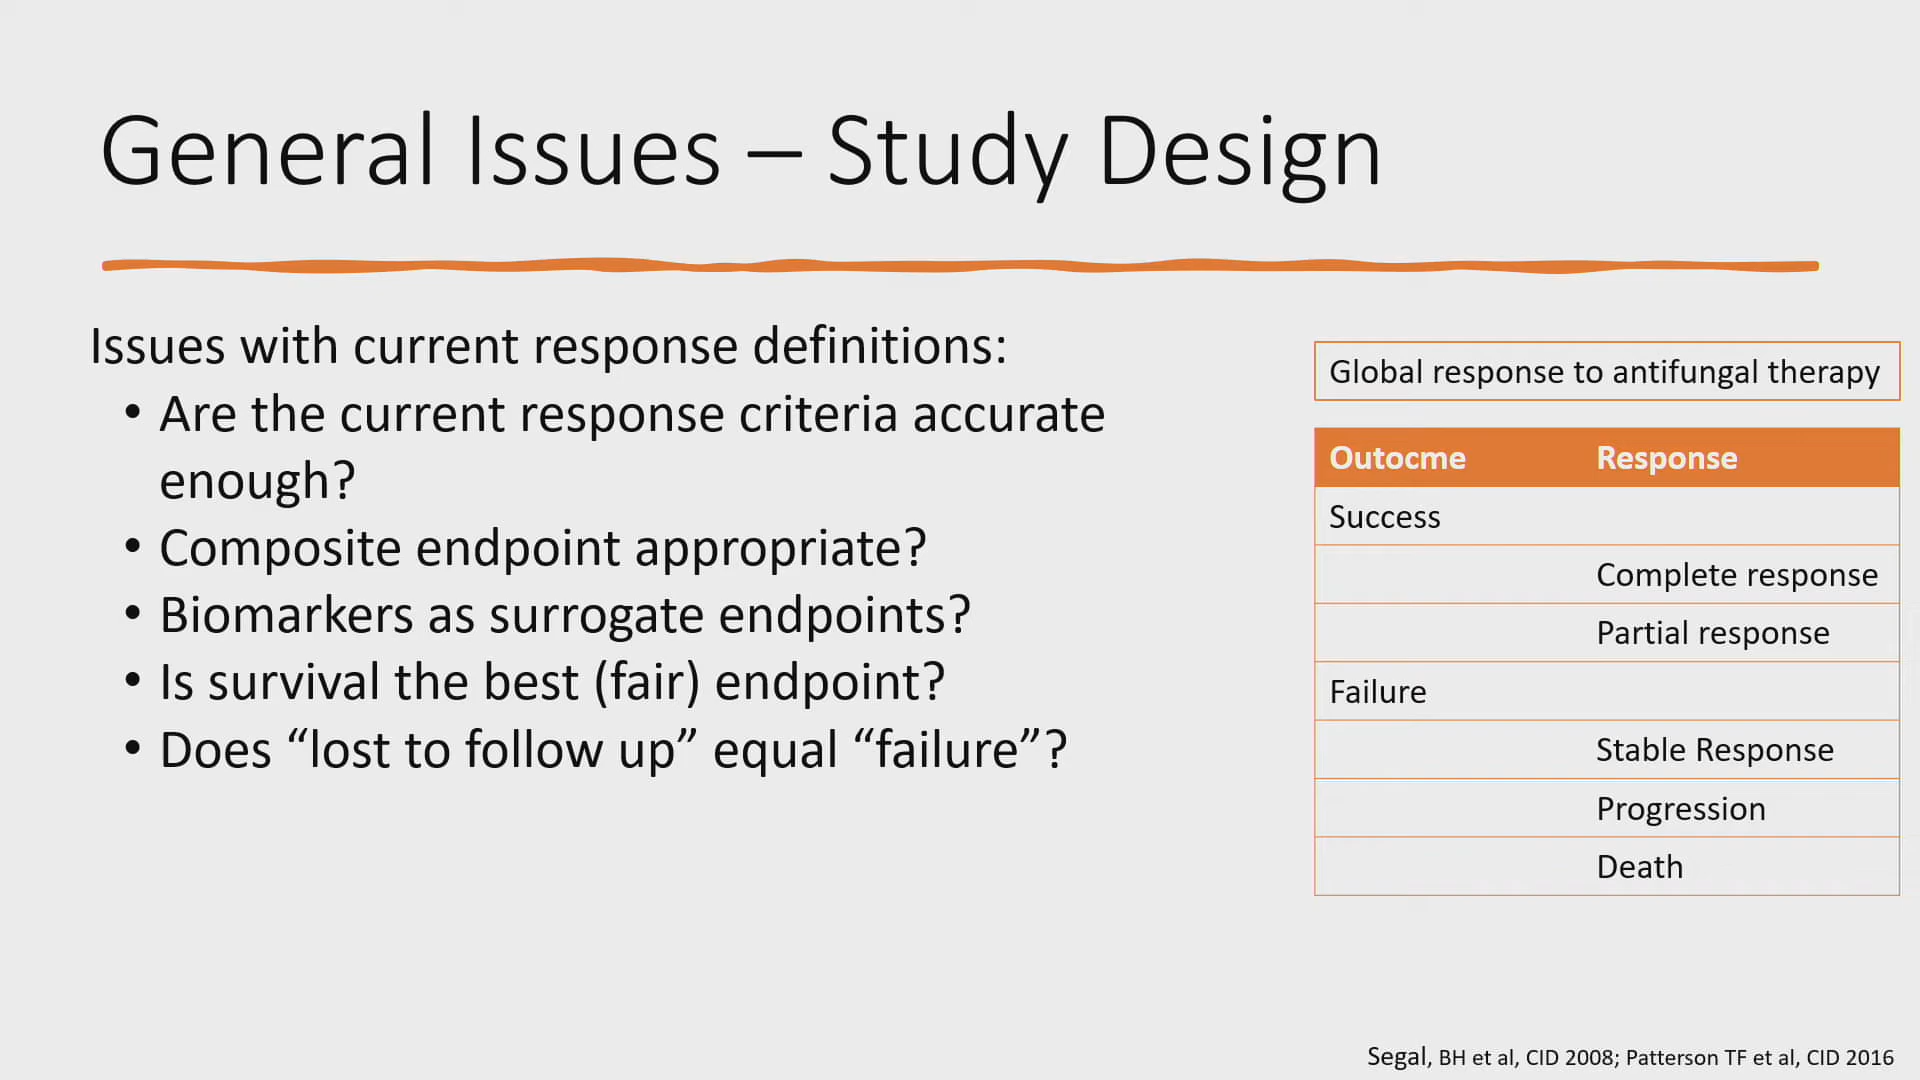 General Issues – Study Design
Issues with current response definitions:
• Are the current response criteria accurate
enough?
• Composite endpoint appropriate?
• Biomarkers as surrogate endpoints?
• Is survival the best (fair) endpoint?
• Does “lost to follow up” equal “failure”?
Global response to antifungal therapy
Outocme Response
Success
Complete response
Partial response
Failure
Stable Response
Progression
Death
Segal, BH et al, CID 2008; Patterson TF et al, CID 2016